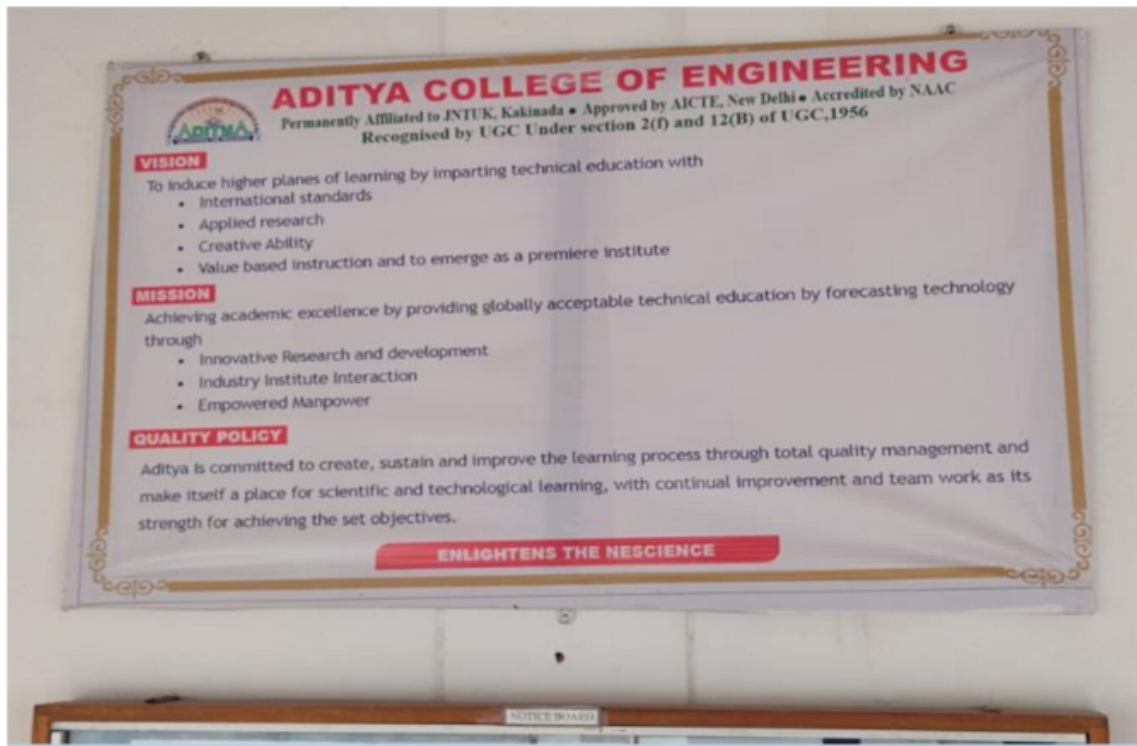 ADITYA COLLEGE OF ENGINEERING
Permanently Affiliated to JNTUK, Kakinada • Approved by AICTE, New Delhi • Accredited by NAAC
Recognised by UGC Under section 2(f) and 12(B) of UGC,1956
ADITYA
VISION
To induce higher planes of learning by imparting technical education with
• International standards
• Applied research
• Creative Ability
• Value based instruction and to emerge as a premiere institute
MISSION
Achieving academic excellence by providing globally acceptable technical education by forecasting technology
through
• Innovative Research and development
• Industry Institute Interaction
• Empowered Manpower
QUALITY POLICY
Aditya is committed to create, sustain and improve the learning process through total quality management and
make itself a place for scientific and technological learning, with continual improvement and team work as its
strength for achieving the set objectives.
ENLIGHTENS THE NESCIENCE
NOTICE BOARD